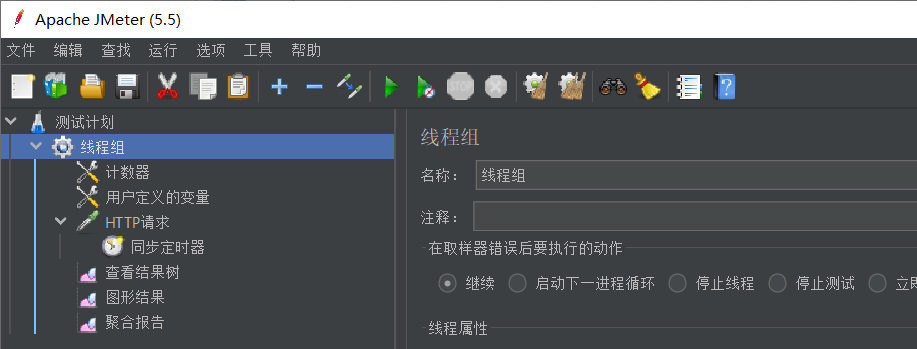 Apache JMeter (5.5)
文件 编辑 查找 运行 选项 工具 帮助
STOP
测试计划
线程组
计数器
用户定义的变量
HTTP请求
同步定时器
查看结果树
图形结果
聚合报告
线程组
名称： 线程组
注释：
在取样器错误后要执行的动作
继续 启动下一进程循环 停止线程 停止测试 立即
线程属性